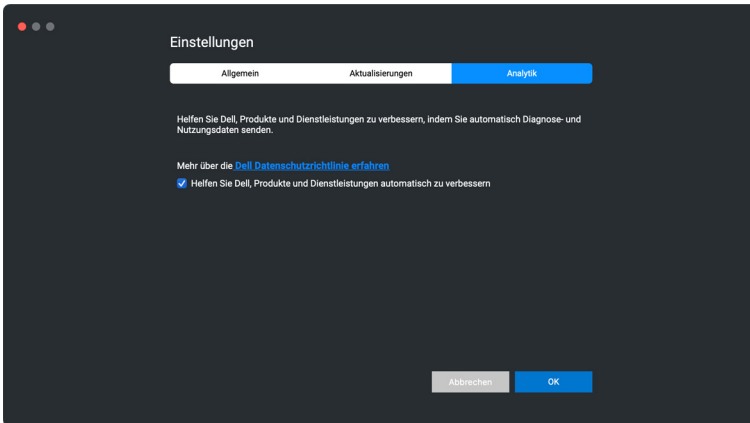 Einstellungen
Allgemein
Aktualisierungen
Analytik
Helfen Sie Dell, Produkte und Dienstleistungen zu verbessern, indem Sie automatisch Diagnose- und
Nutzungsdaten senden.
Mehr über die Dell Datenschutzrichtlinie erfahren
Helfen Sie Dell, Produkte und Dienstleistungen automatisch zu verbessern
Abbrechen
OK